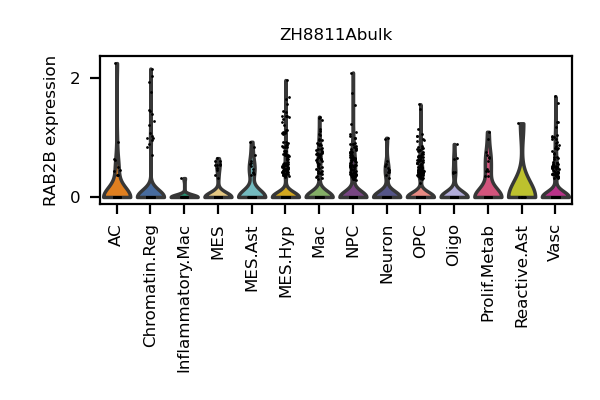 ZH8811Abulk
RAB2B expression
2
0
AC
Chromatin.Reg
Inflammatory.Mac
MES
MES.Ast
MES.Hyp
Mac
NPC
Neuron
OPC
Oligo
Prolif.Metab
Reactive.Ast
Vasc